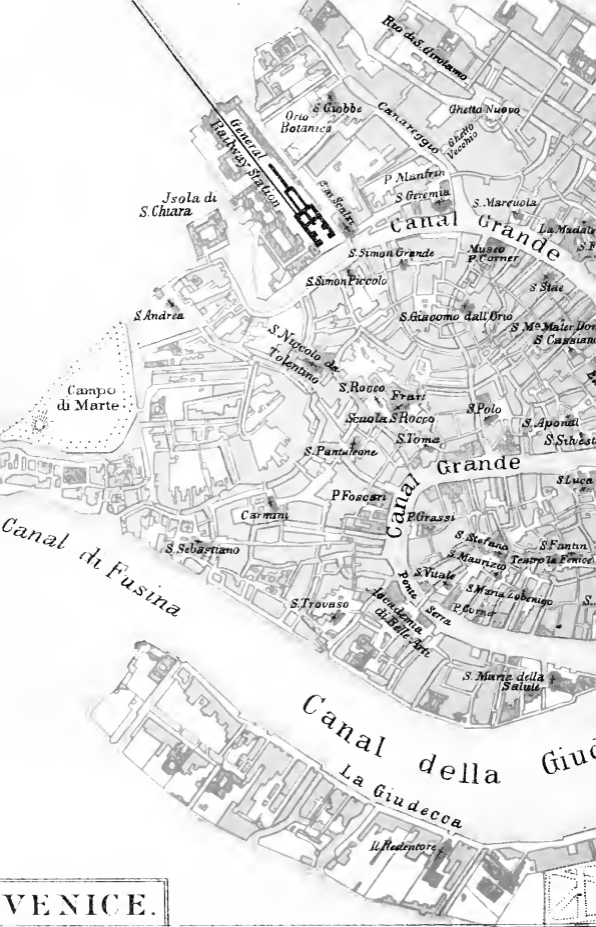 Rio di S. Girolamo
S. Giobbe
Orto
Botanico
Canareggio
Ghetto Nuovo
Ghetto
Vecchio
General
Railway Station
P. Manfrin
S. Geremia
S. Marcuola
Jsola di
S. Chiara
Canal Grande
S. Simon Grande
Museo
P. Corner
S. Simon Piccolo
S. Stae
S. Andrea
S. Giacomo dall'Orio
S. Cassiano
S. Niccolo da
Tolentino
Campo
di Marte
S. Rocco
Frari
Scuola S. Rocco
S. Polo
S. Aponal
S. Toma
S. Silvest
S. Pantaleone
Canal Grande
S. Luca
P. Foscari
P. Grassi
Carmini
S. Stefano
S. Fantin
S. Maurizio
Teatro la Fenice
Canal di Fusina
S. Sebastiano
S. Vitale
S. Maria Zobenigo
P. Corner
Ponte
Serra
S. Trovaso
Accademia
di Belle Arti
S. Maria della
Salute
Canal della Giud
La Giudecca
Il Redentore
VENICE.